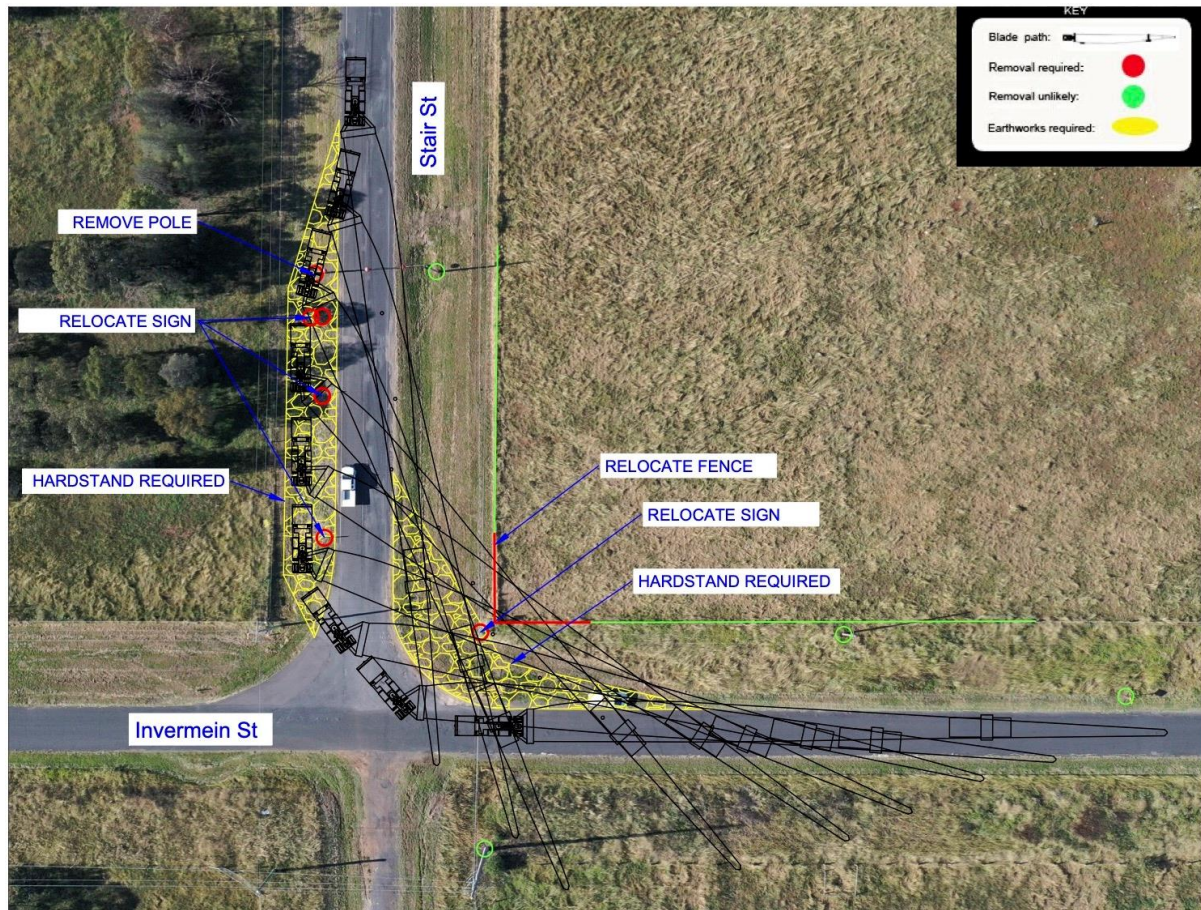 KEY
Blade path:
Removal required:
Removal unlikely:
Earthworks required:
Stair St
REMOVE POLE
RELOCATE SIGN
HARDSTAND REQUIRED
RELOCATE FENCE
RELOCATE SIGN
HARDSTAND REQUIRED
Invermein St